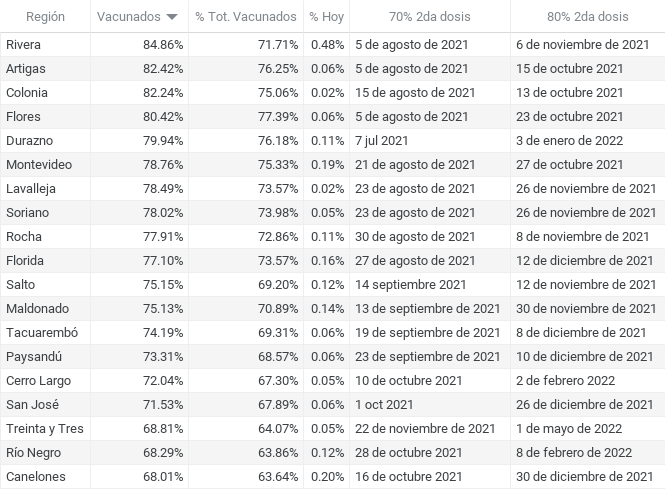 Región Vacunados % Tot. Vacunados % Hoy 70% 2da dosis 80% 2da dosis
Rivera 84.86% 71.71% 0.48% 5 de agosto de 2021 6 de noviembre de 2021
Artigas 82.42% 76.25% 0.06% 5 de agosto de 2021 15 de octubre 2021
Colonia 82.24% 75.06% 0.02% 15 de agosto de 2021 13 de octubre 2021
Flores 80.42% 77.39% 0.06% 5 de agosto de 2021 23 de octubre 2021
Durazno 79.94% 76.18% 0.11% 7 jul 2021 3 de enero de 2022
Montevideo 78.76% 75.33% 0.19% 21 de agosto de 2021 27 de octubre 2021
Lavalleja 78.49% 73.57% 0.02% 23 de agosto de 2021 26 de noviembre de 2021
Soriano 78.02% 73.98% 0.05% 23 de agosto de 2021 26 de noviembre de 2021
Rocha 77.91% 72.86% 0.11% 30 de agosto de 2021 8 de noviembre de 2021
Florida 77.10% 73.57% 0.16% 27 de agosto de 2021 12 de diciembre de 2021
Salto 75.15% 69.20% 0.12% 14 septiembre 2021 12 de noviembre de 2021
Maldonado 75.13% 70.89% 0.14% 13 de septiembre de 2021 30 de noviembre de 2021
Tacuarembó 74.19% 69.31% 0.06% 19 de septiembre de 2021 8 de diciembre de 2021
Paysandú 73.31% 68.57% 0.06% 23 de septiembre de 2021 10 de diciembre de 2021
Cerro Largo 72.04% 67.30% 0.05% 10 de octubre 2021 2 de febrero 2022
San José 71.53% 67.89% 0.06% 1 oct 2021 26 de diciembre de 2021
Treinta y Tres 68.81% 64.07% 0.05% 22 de noviembre de 2021 1 de mayo de 2022
Río Negro 68.29% 63.86% 0.12% 28 de octubre 2021 8 de febrero de 2022
Canelones 68.01% 63.64% 0.20% 16 de octubre 2021 30 de diciembre de 2021